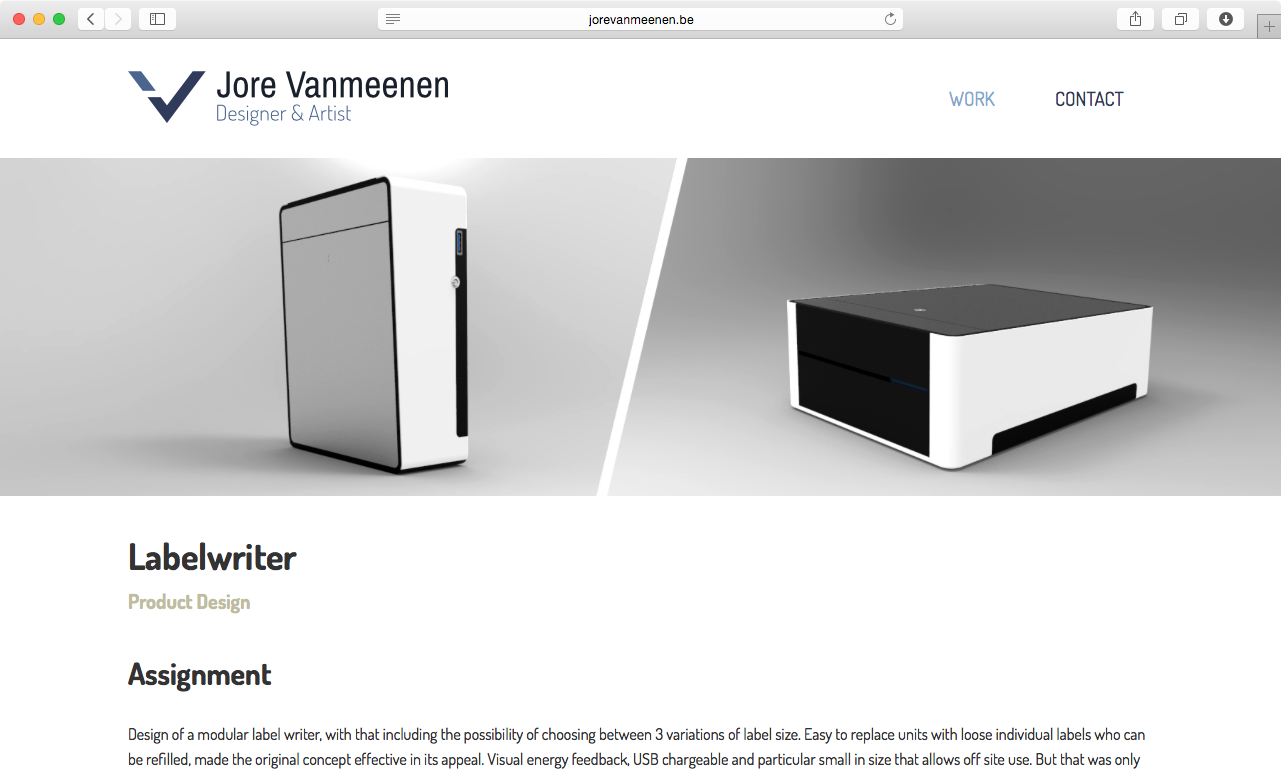 jorevanmeenen.be
Jore Vanmeenen
Designer & Artist
WORK
CONTACT
Labelwriter
Product Design
Assignment
Design of a modular label writer, with that including the possibility of choosing between 3 variations of label size. Easy to replace units with loose individual labels who can
be refilled, made the original concept effective in its appeal. Visual energy feedback, USB chargeable and particular small in size that allows off site use. But that was only